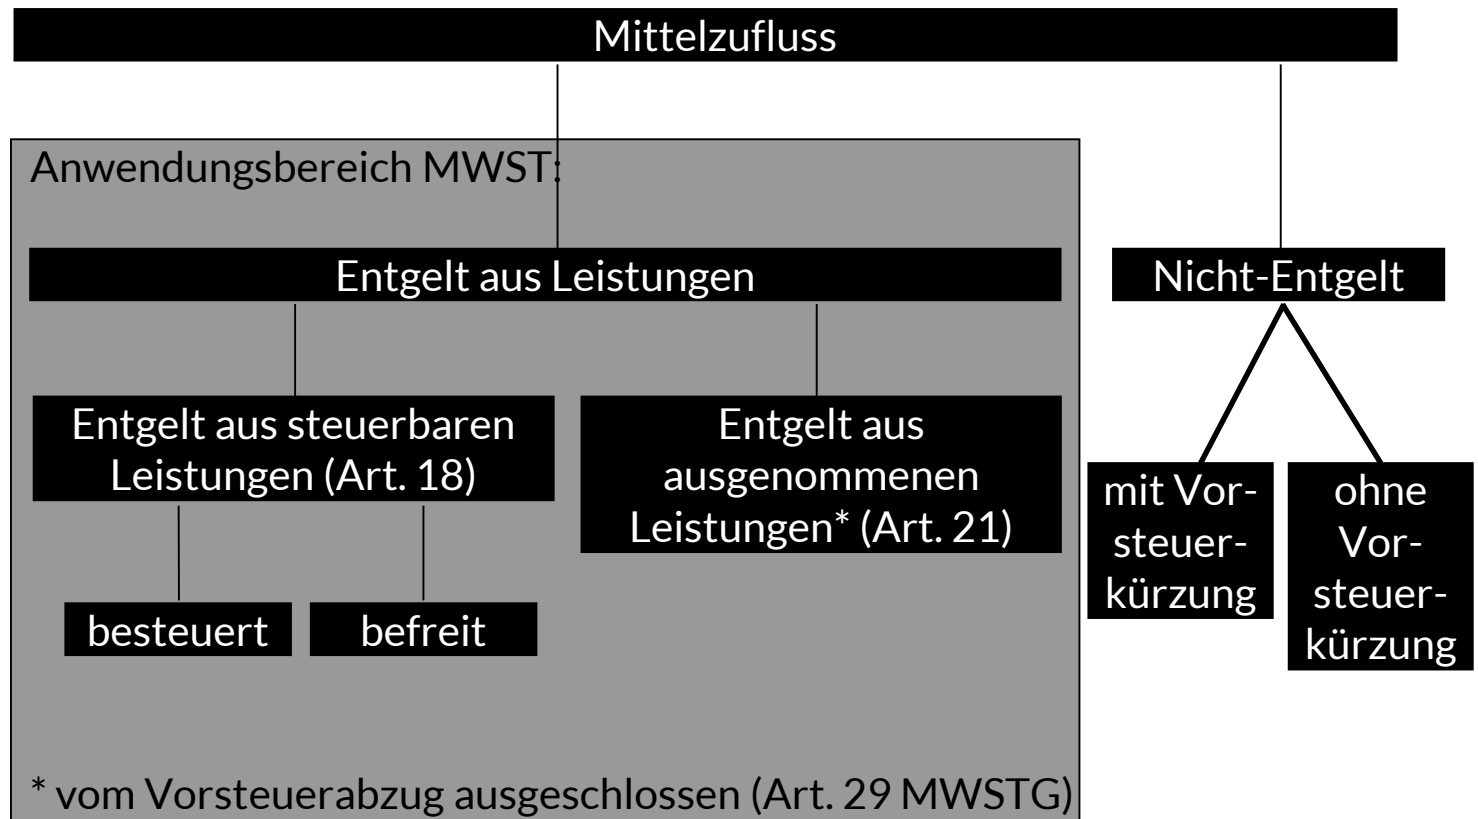 Mittelzufluss
Anwendungsbereich MWST:
Entgelt aus Leistungen
Nicht-Entgelt
Entgelt aus steuerbaren
Leistungen (Art. 18)
Entgelt aus
ausgenommenen
Leistungen* (Art. 21)
mit Vor-
steuer-
kürzung
ohne
Vor-
steuer-
kürzung
besteuert
befreit
* vom Vorsteuerabzug ausgeschlossen (Art. 29 MWSTG)